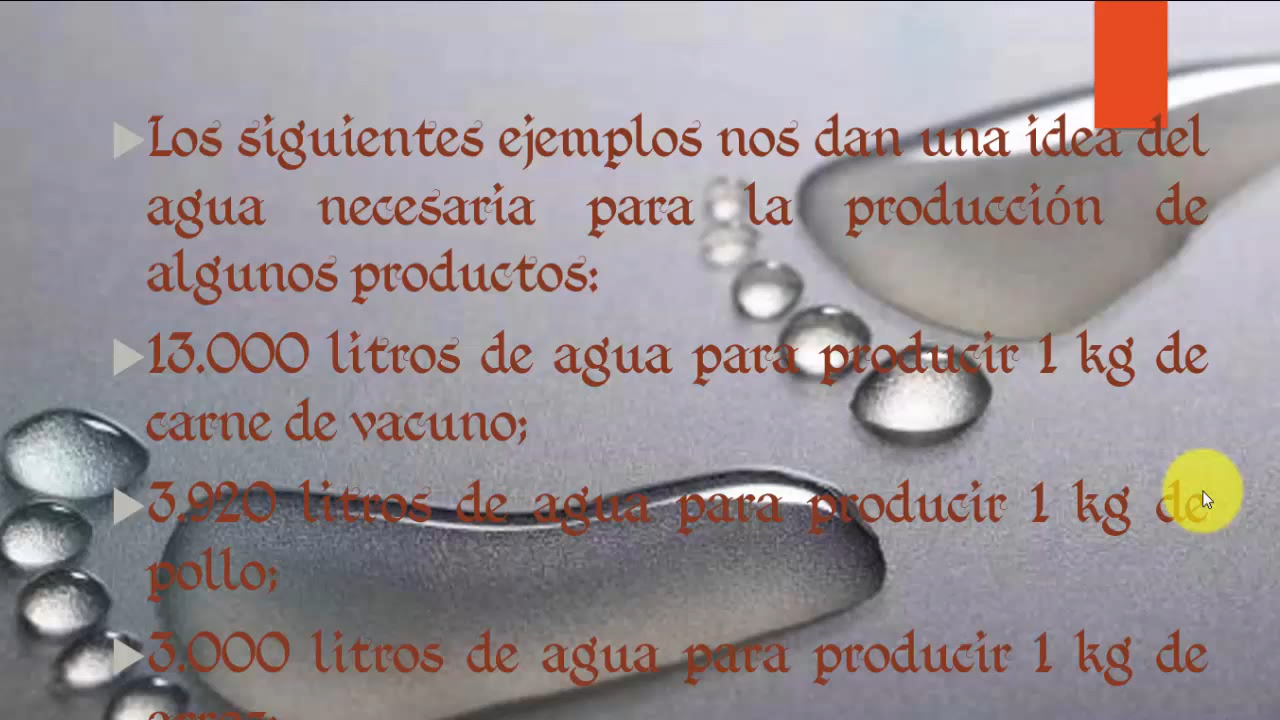 Los siguientes ejemplos nos dan una idea del
agua necesaria para la producción de
algunos productos:
13.000 litros de agua para producir 1 kg de
carne de vacuno;
3.920 litros de agua para producir 1 kg de
pollo;
3.000 litros de agua para producir 1 kg de